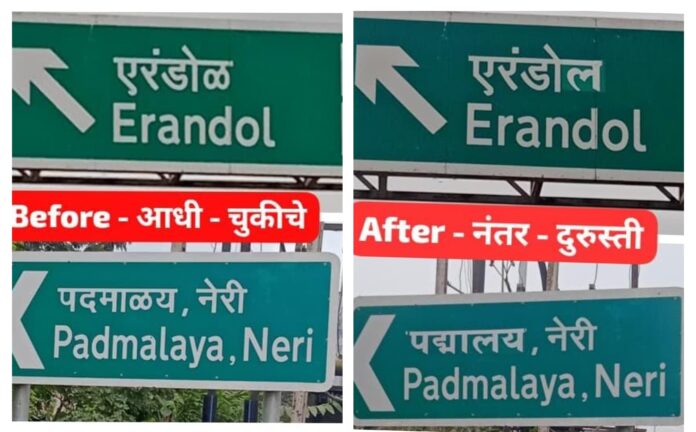 एरंडोळ
Erandol
Before - आधी - चुकीचे
पदमाळय, नेरी
Padmalaya, Neri
एरंडोल
Erandol
After - नंतर - दुरुस्ती
पद्मालय, नेरी
Padmalaya, Neri